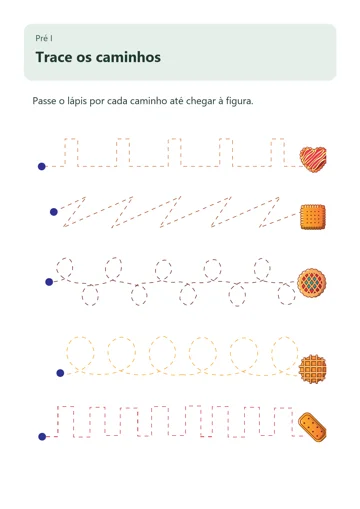 Pré I
Trace os caminhos
Passe o lápis por cada caminho até chegar à figura.